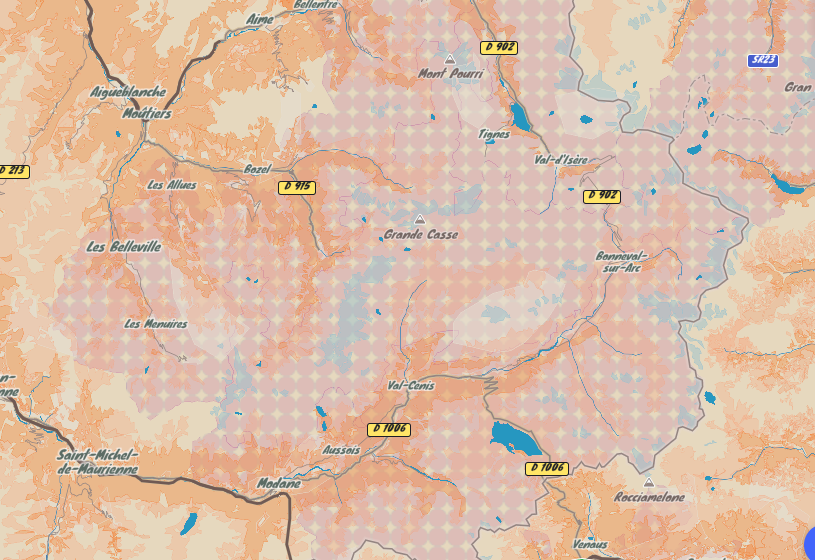 Bellentre
Aime
D 902
Mont Pourri
SR23
Gran
Aigueblanche
Moûtiers
Tignes
Val-d'Isère
D 213
Bozel
Les Allues
D 915
D 902
Grande Casse
Les Belleville
Bonneval-
sur-Arc
Les Menuires
Val-Cenis
n-
nne
D 1006
Aussois
Saint-Michel-
de-Maurienne
D 1006
Modane
Rocciamelone
Venaus